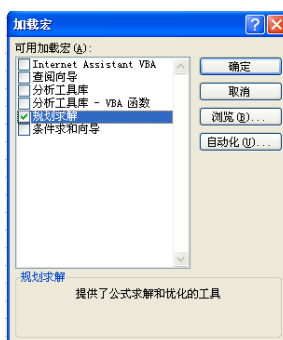 加载宏
可用加载宏(A):
Internet Assistant VBA
查阅向导
分析工具库
分析工具库 - VBA 函数
规划求解
条件求和向导
确定
取消
浏览(B)...
自动化(U)...
规划求解
提供了公式求解和优化的工具